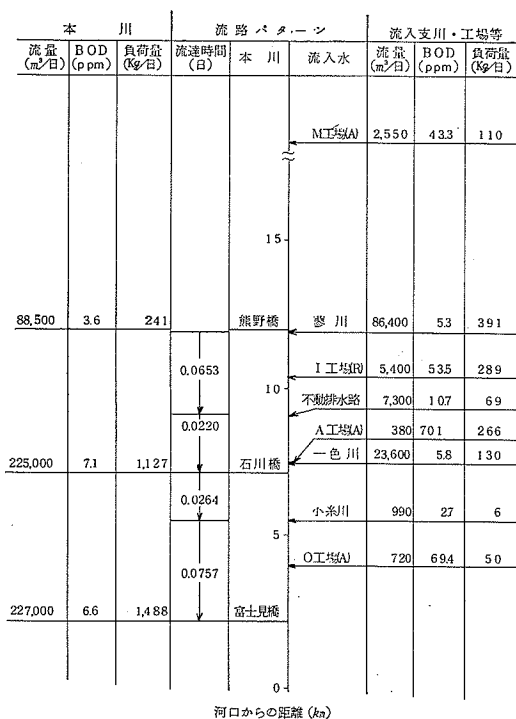 本川 流路パターン 流入支川・工場等
流量 (m³/日) BOD (ppm) 負荷量 (Kg/日) 流達時間 (日) 本川 流入水 流量 (m³/日) BOD (ppm) 負荷量 (Kg/日)
M工場(A) 2,550 43.3 110
15
88,500 3.6 241 熊野橋 蓼川 86,400 5.3 391
0.0653
I工場(R) 5,400 53.5 289
10
不動排水路 7,300 10.7 69
0.0220
A工場(A) 380 701 266
一色川 23,600 5.8 130
225,000 7.1 1,127 石川橋
0.0264
小糸川 990 27 6
5
O工場(A) 720 69.4 50
0.0757
227,000 6.6 1,488 富士見橋
0
河口からの距離 (km)